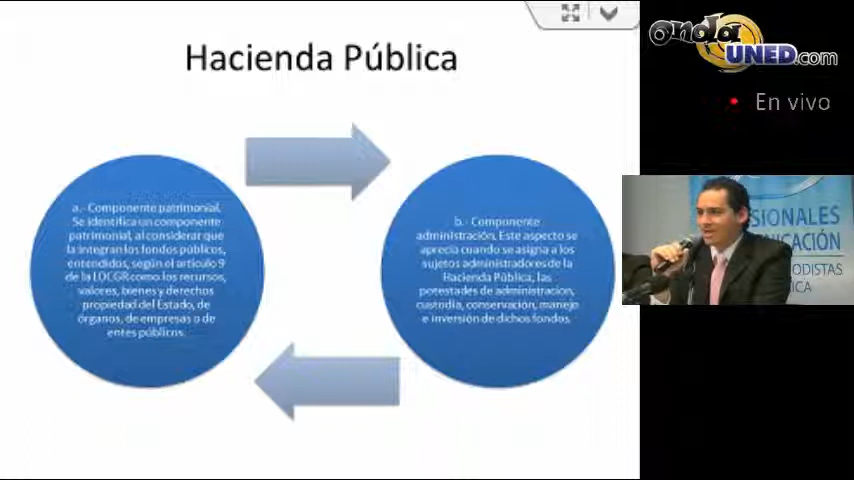 Hacienda Pública
a.- Componente patrimonial.
Se identifica un componente
patrimonial, al considerar que
la integran los fondos públicos,
entendidos, según el artículo 9
de la LOCGR como los recursos,
valores, bienes y derechos
propiedad del Estado, de
órganos, de empresas o de
entes públicos.
b.- Componente
administración. Este aspecto se
aprecia cuando se asigna a los
sujetos administradores de la
Hacienda Pública, las
potestades de administración,
custodia, conservación, manejo
e inversión de dichos fondos.
onda
UNED.com
• En vivo
SIONALES
NICACIÓN
ODISTAS
ICA